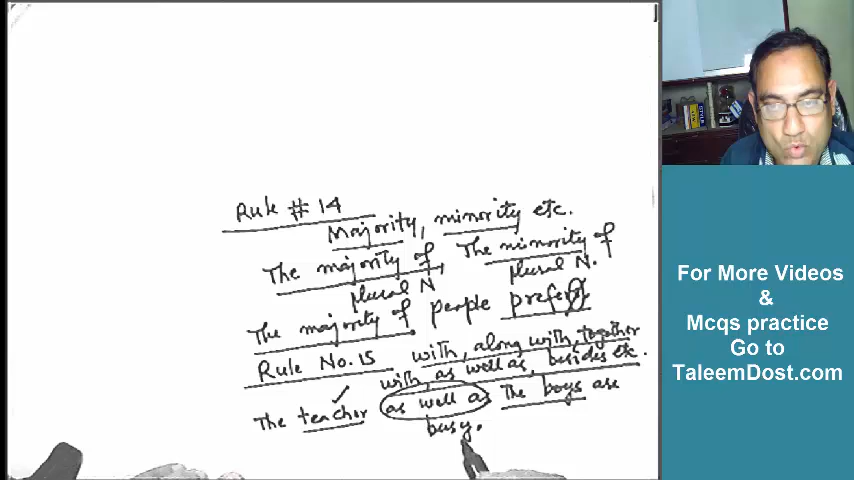 Rule # 14
Majority, minority etc.
The majority of, The minority of
plural N plural N.
The majority of people prefer
Rule No. 15 with, along with, together
with, as well as, besides etc.
The teacher as well as The boys are
busy.
For More Videos
&
Mcqs practice
Go to
TaleemDost.com